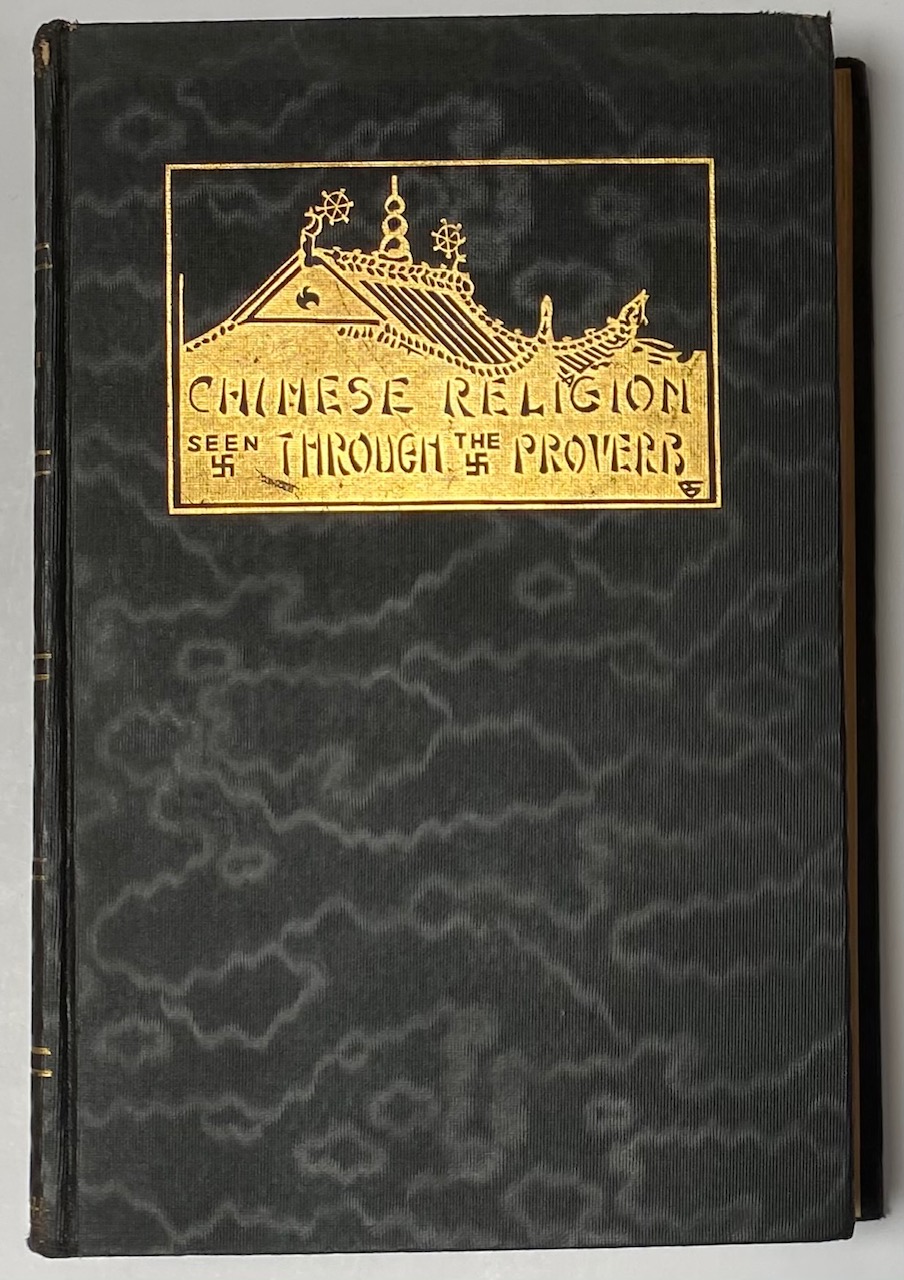 CHINESE RELIGION
SEEN THROUGH THE PROVERB